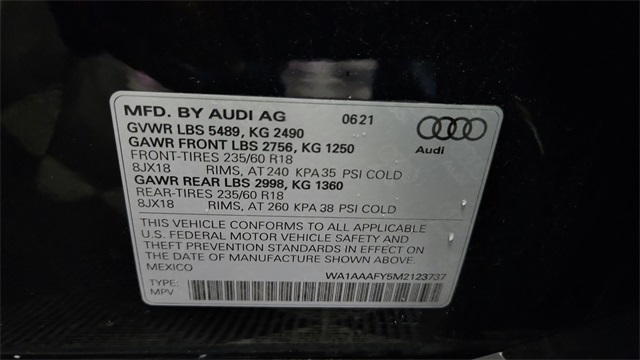 MFD. BY AUDI AG 06 21
GVWR LBS 5489, KG 2490
GAWR FRONT LBS 2756, KG 1250
FRONT-TIRES 235/60 R18
8JX18 RIMS, AT 240 KPA 35 PSI COLD
GAWR REAR LBS 2998, KG 1360
REAR-TIRES 235/60 R18
8JX18 RIMS, AT 260 KPA 38 PSI COLD
Audi
THIS VEHICLE CONFORMS TO ALL APPLICABLE
U.S. FEDERAL MOTOR VEHICLE SAFETY AND
THEFT PREVENTION STANDARDS IN EFFECT ON
THE DATE OF MANUFACTURE SHOWN ABOVE.
MEXICO
WA1AAAFY5M2123737
TYPE:
MPV